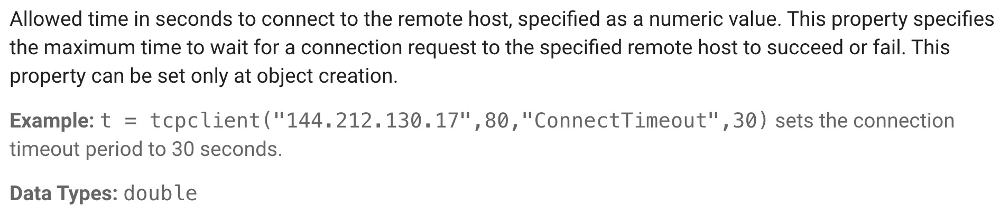 Allowed time in seconds to connect to the remote host, specified as a numeric value. This property specifies
the maximum time to wait for a connection request to the specified remote host to succeed or fail. This
property can be set only at object creation.
Example: t = tcpclient("144.212.130.17",80,"ConnectTimeout",30) sets the connection
timeout period to 30 seconds.
Data Types: double